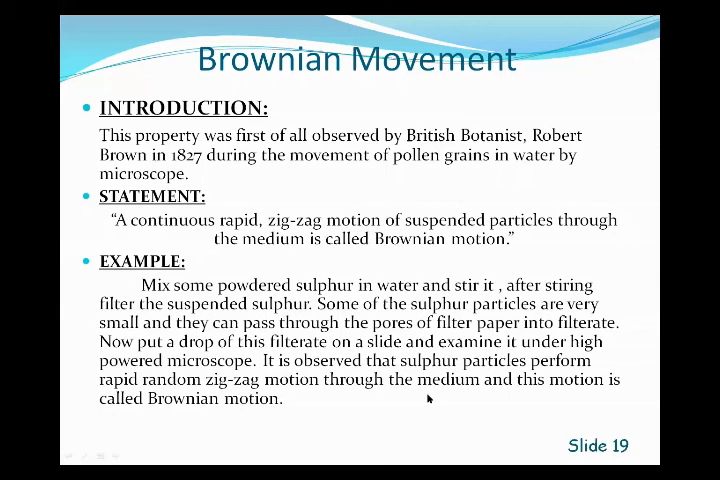 Brownian Movement
INTRODUCTION:
This property was first of all observed by British Botanist, Robert
Brown in 1827 during the movement of pollen grains in water by
microscope.
STATEMENT:
“A continuous rapid, zig-zag motion of suspended particles through
the medium is called Brownian motion.”
EXAMPLE:
Mix some powdered sulphur in water and stir it , after stiring
filter the suspended sulphur. Some of the sulphur particles are very
small and they can pass through the pores of filter paper into filterate.
Now put a drop of this filterate on a slide and examine it under high
powered microscope. It is observed that sulphur particles perform
rapid random zig-zag motion through the medium and this motion is
called Brownian motion.
Slide 19